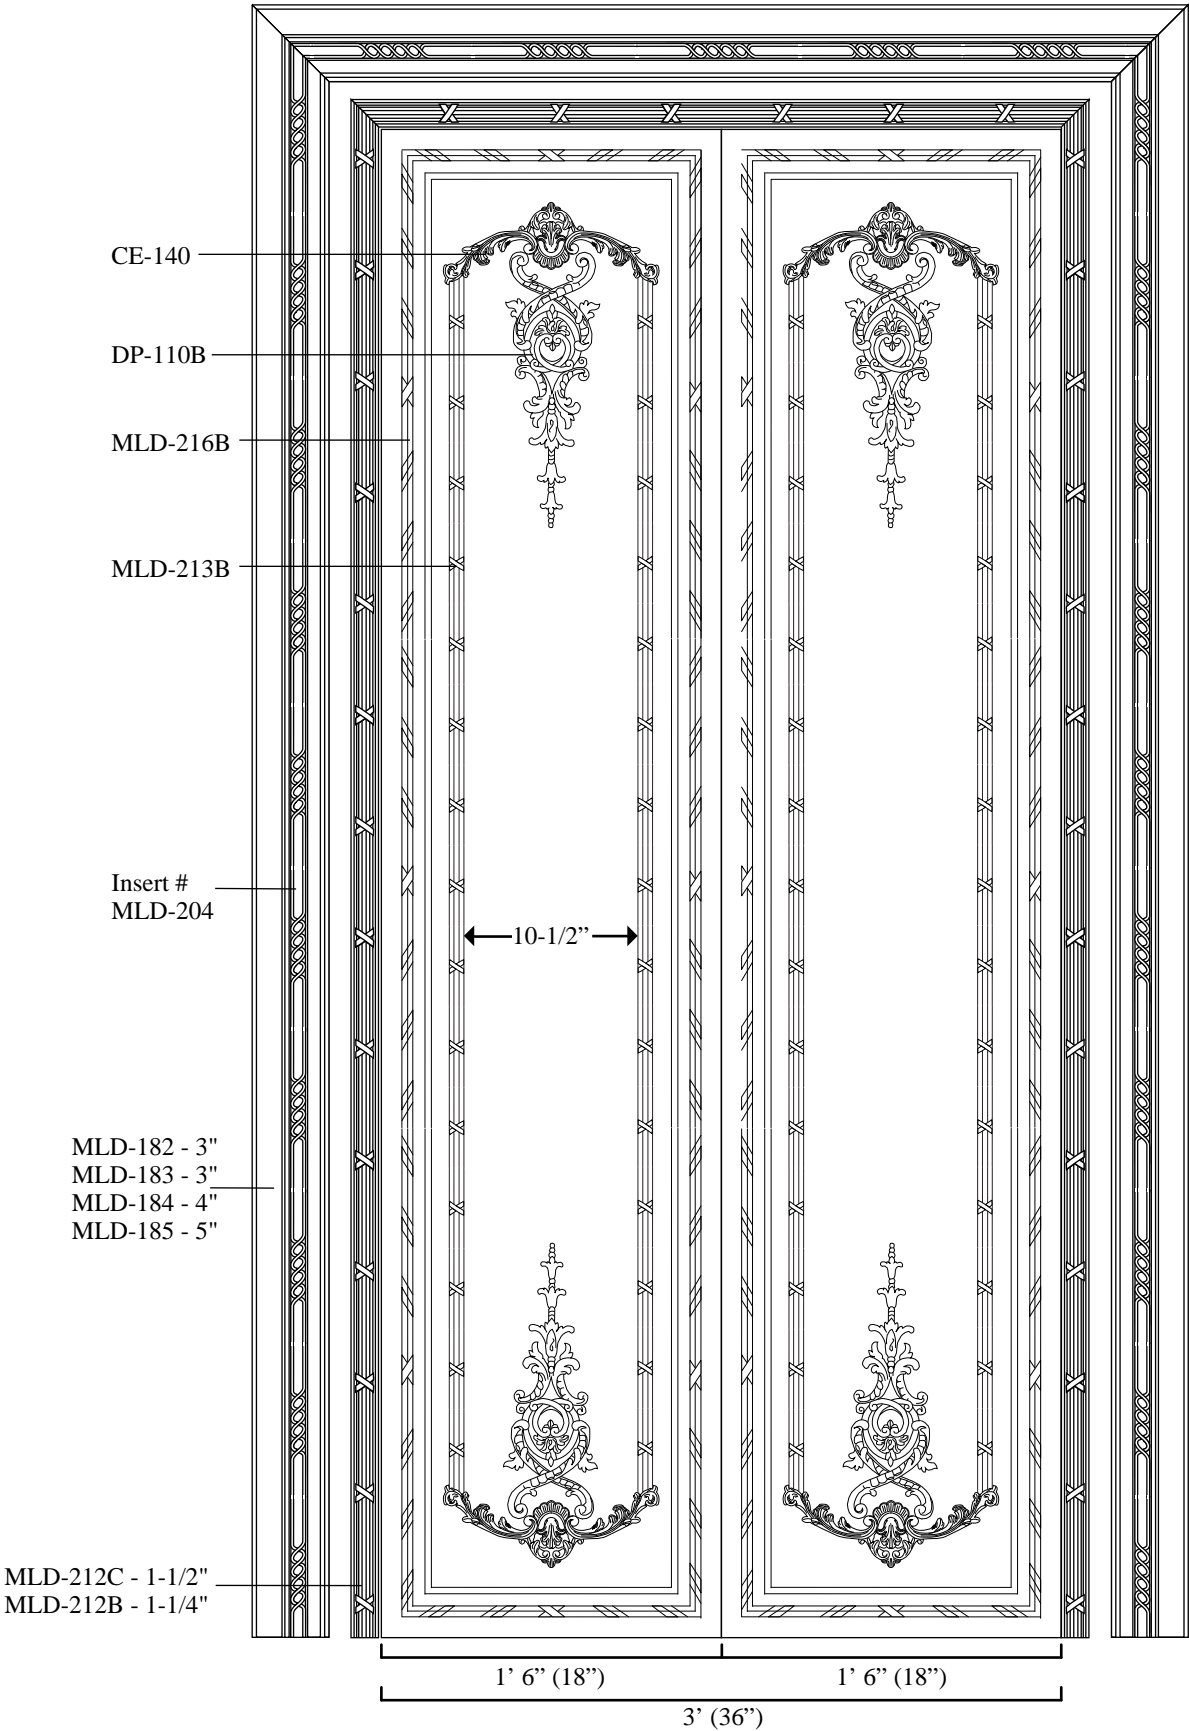 CE-140
DP-110B
MLD-216B
MLD-213B
Insert #
MLD-204
10-1/2”
MLD-182 - 3"
MLD-183 - 3"
MLD-184 - 4"
MLD-185 - 5"
MLD-212C - 1-1/2"
MLD-212B - 1-1/4"
1’ 6” (18”)
1’ 6” (18”)
3’ (36”)